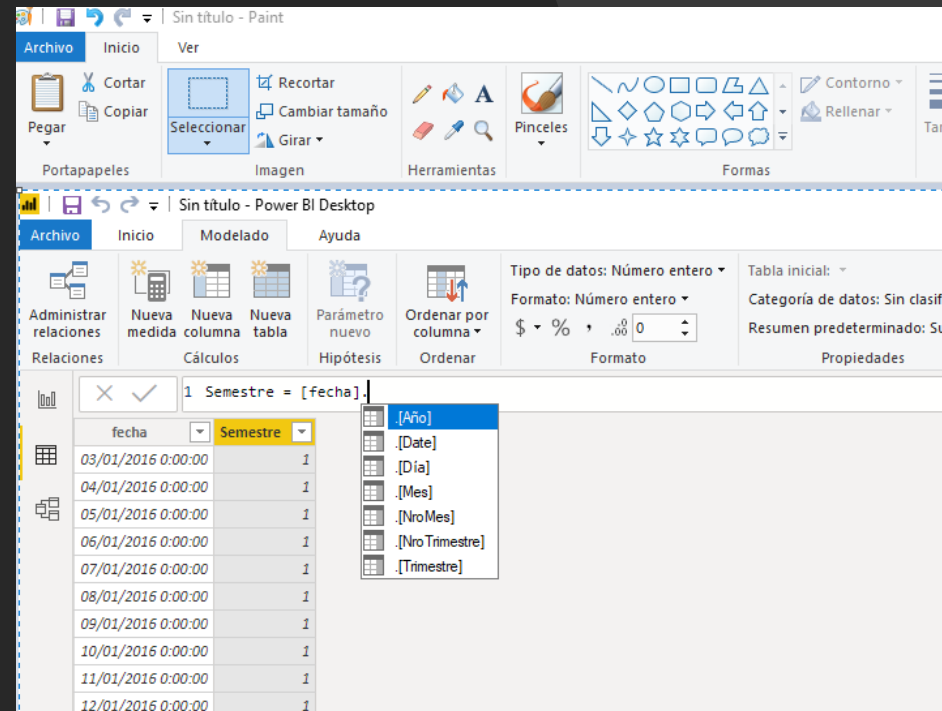 Sin título - Paint
Archivo Inicio Ver
Pegar
Cortar
Copiar
Portapapeles
Seleccionar
Recortar
Cambiar tamaño
Girar
Imagen
A
Herramientas
Pinceles
Contorno
Rellenar
Formas
Sin título - Power BI Desktop
Archivo Inicio Modelado Ayuda
Administrar
relaciones
Relaciones
Nueva
medida
Nueva
columna
Nueva
tabla
Cálculos
Parámetro
nuevo
Hipótesis
Ordenar por
columna
Ordenar
Tipo de datos: Número entero
Formato: Número entero
$ % , .00 0
Formato
Tabla inicial:
Categoría de datos: Sin clasif
Resumen predeterminado: Su
Propiedades
1 Semestre = [fecha].
.[Año]
.[Date]
.[Día]
.[Mes]
.[NroMes]
.[NroTrimestre]
.[Trimestre]
fecha Semestre
03/01/2016 0:00:00 1
04/01/2016 0:00:00 1
05/01/2016 0:00:00 1
06/01/2016 0:00:00 1
07/01/2016 0:00:00 1
08/01/2016 0:00:00 1
09/01/2016 0:00:00 1
10/01/2016 0:00:00 1
11/01/2016 0:00:00 1
12/01/2016 0:00:00 1